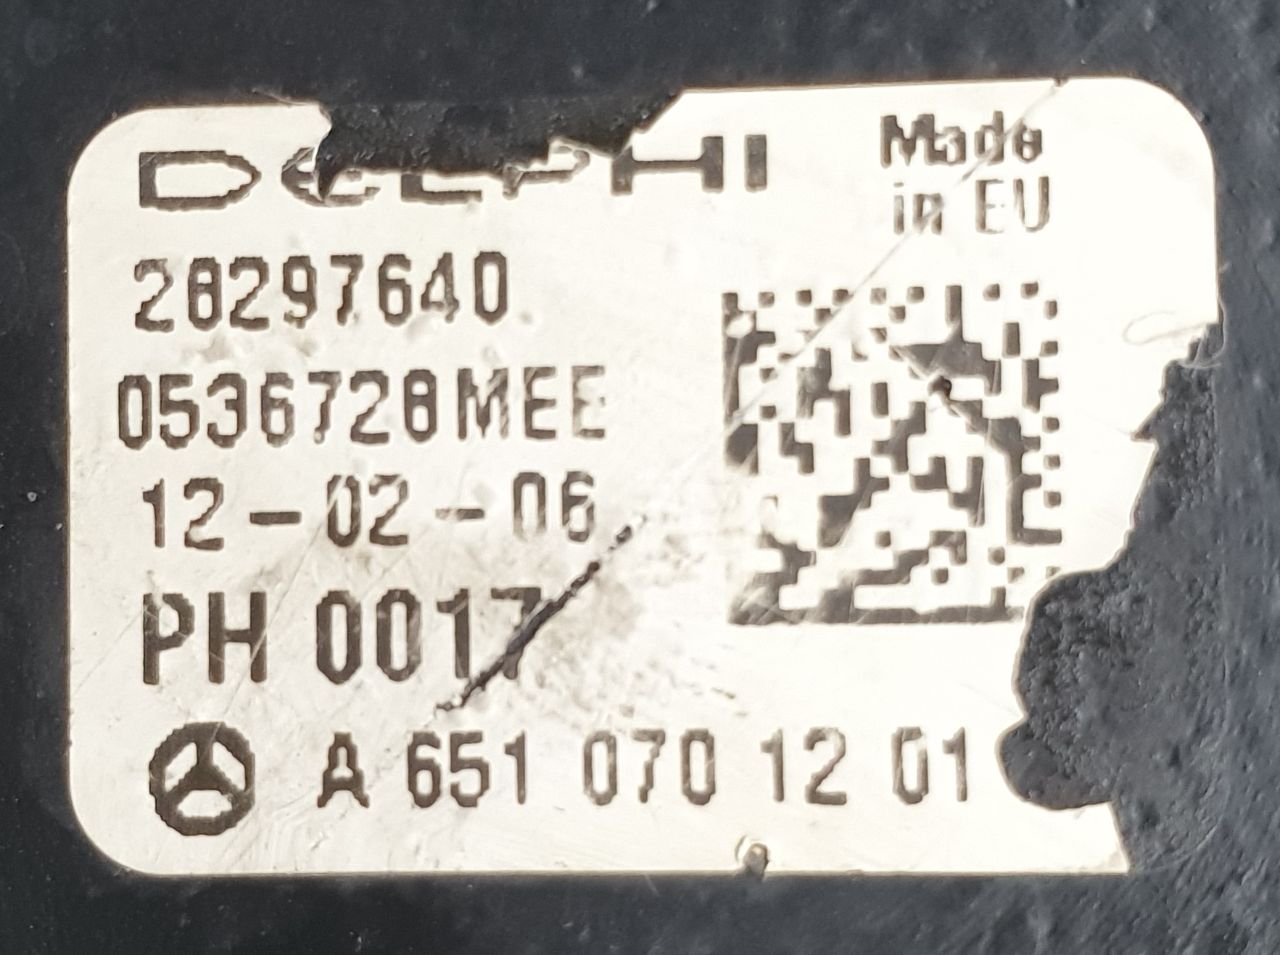 DELPHI
Made
in EU
28297640
0536728MEE
12-02-06
PH 0017
A 651 070 12 01